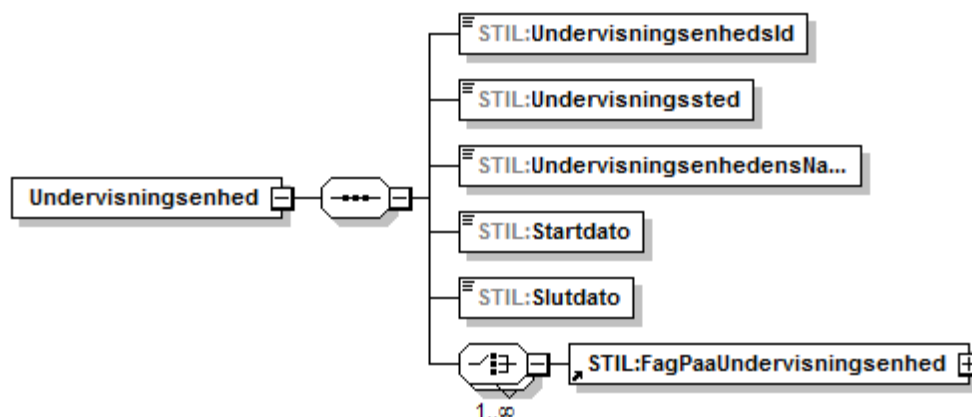 STIL:UndervisningsenhedsId
STIL:Undervisningssted
STIL:UndervisningsenhedensNa...
Undervisningsenhed
STIL:Startdato
STIL:Slutdato
STIL:FagPaaUndervisningsenhed
1..∞